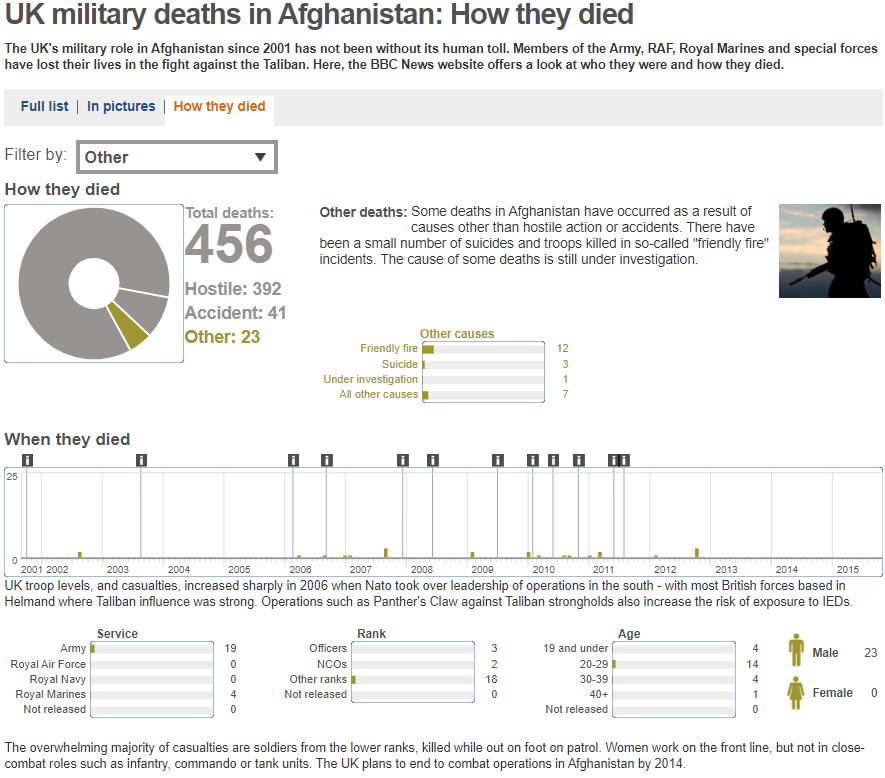 UK military deaths in Afghanistan: How they died
The UK's military role in Afghanistan since 2001 has not been without its human toll. Members of the Army, RAF, Royal Marines and special forces
have lost their lives in the fight against the Taliban. Here, the BBC News website offers a look at who they were and how they died.
Full list | In pictures | How they died
Filter by: Other
How they died
Total deaths:
456
Hostile: 392
Accident: 41
Other: 23
Other deaths: Some deaths in Afghanistan have occurred as a result of
causes other than hostile action or accidents. There have
been a small number of suicides and troops killed in so-called "friendly fire"
incidents. The cause of some deaths is still under investigation.
Other causes
Friendly fire 12
Suicide 3
Under investigation 1
All other causes 7
When they died
i i i i i i i i i i i i
25
0
2001 2002 2003 2004 2005 2006 2007 2008 2009 2010 2011 2012 2013 2014 2015
UK troop levels, and casualties, increased sharply in 2006 when Nato took over leadership of operations in the south - with most British forces based in
Helmand where Taliban influence was strong. Operations such as Panther's Claw against Taliban strongholds also increase the risk of exposure to IEDs.
Service
Army 19
Royal Air Force 0
Royal Navy 0
Royal Marines 4
Not released 0
Rank
Officers 3
NCOs 2
Other ranks 18
Not released 0
Age
19 and under 4
20-29 14
30-39 4
40+ 1
Not released 0
Male 23
Female 0
The overwhelming majority of casualties are soldiers from the lower ranks, killed while out on foot on patrol. Women work on the front line, but not in close-
combat roles such as infantry, commando or tank units. The UK plans to end to combat operations in Afghanistan by 2014.